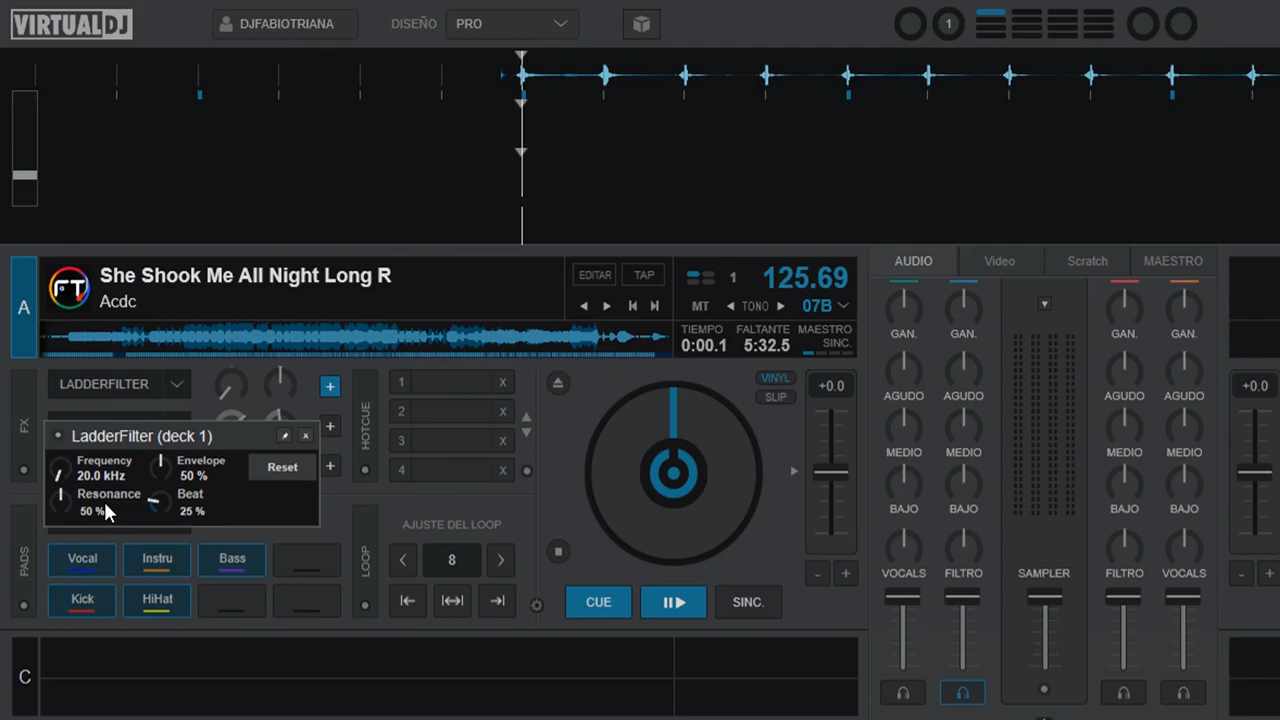 VIRTUALDJ
DJFABIOTRIANA
DISEÑO
PRO
1
A
FT
She Shook Me All Night Long R
Acdc
EDITAR
TAP
1
125.69
MT
TONO
07B
TIEMPO
FALTANTE
MAESTRO
0:00.1
5:32.5
SINC.
AUDIO
Video
Scratch
MAESTRO
GAN.
GAN.
GAN.
GAN.
AGUDO
AGUDO
AGUDO
AGUDO
MEDIO
MEDIO
MEDIO
MEDIO
BAJO
BAJO
BAJO
BAJO
VOCALS
FILTRO
SAMPLER
FILTRO
VOCALS
FX
LADDERFILTER
+
+
+
LadderFilter (deck 1)
x
Frequency
20.0 kHz
Envelope
50 %
Reset
Resonance
50 %
Beat
25 %
HOTCUE
1 X
2 X
3 X
4 X
VINYL
SLIP
+0.0
- +
+0.0
- +
PADS
Vocal
Instru
Bass
Kick
HiHat
LOOP
AJUSTE DEL LOOP
8
CUE
SINC.
C